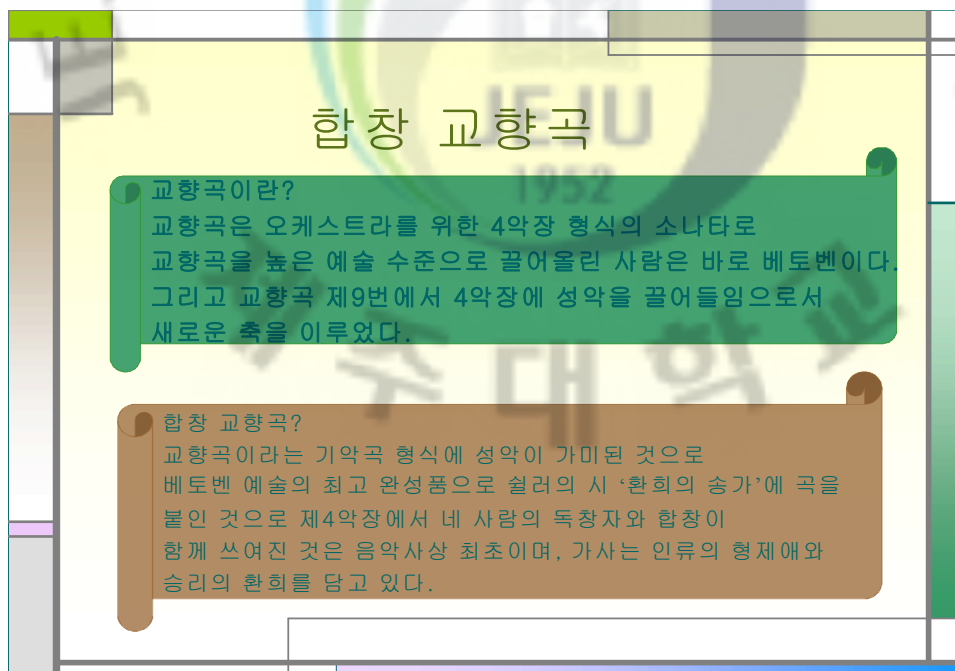 합창 교향곡
교향곡이란?
교향곡은 오케스트라를 위한 4악장 형식의 소나타로
교향곡을 높은 예술 수준으로 끌어올린 사람은 바로 베토벤이다.
그리고 교향곡 제9번에서 4악장에 성악을 끌어들임으로서
새로운 축을 이루었다.
합창 교향곡?
교향곡이라는 기악곡 형식에 성악이 가미된 것으로
베토벤 예술의 최고 완성품으로 쉴러의 시 ‘환희의 송가’에 곡을
붙인 것으로 제4악장에서 네 사람의 독창자와 합창이
함께 쓰여진 것은 음악사상 최초이며, 가사는 인류의 형제애와
승리의 환희를 담고 있다.
JEJU
1952
제주대학교